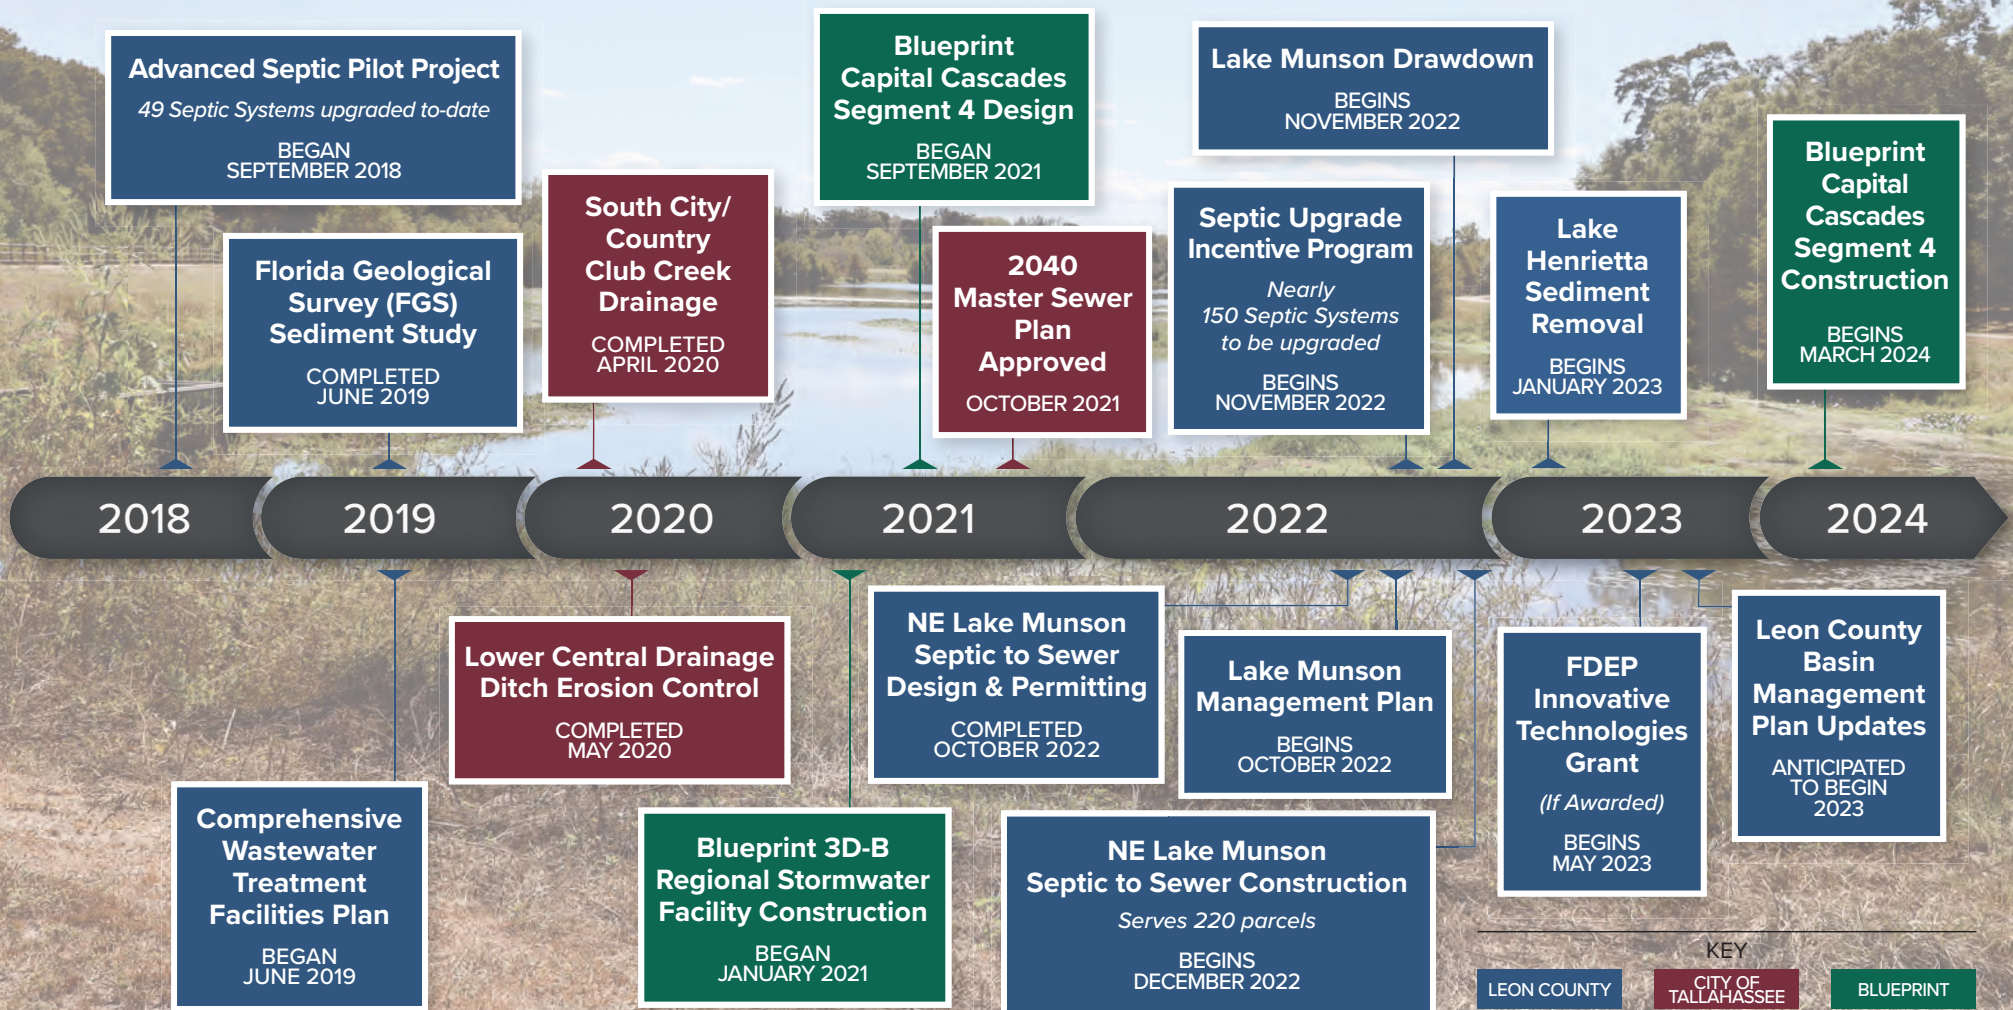 Advanced Septic Pilot Project
49 Septic Systems upgraded to-date
BEGAN
SEPTEMBER 2018
Florida Geological
Survey (FGS)
Sediment Study
COMPLETED
JUNE 2019
South City/
Country
Club Creek
Drainage
COMPLETED
APRIL 2020
Blueprint
Capital Cascades
Segment 4 Design
BEGAN
SEPTEMBER 2021
2040
Master Sewer
Plan
Approved
OCTOBER 2021
Lake Munson Drawdown
BEGINS
NOVEMBER 2022
Septic Upgrade
Incentive Program
Nearly
150 Septic Systems
to be upgraded
BEGINS
NOVEMBER 2022
Lake
Henrietta
Sediment
Removal
BEGINS
JANUARY 2023
Blueprint
Capital
Cascades
Segment 4
Construction
BEGINS
MARCH 2024
2018
2019
2020
2021
2022
2023
2024
Comprehensive
Wastewater
Treatment
Facilities Plan
BEGAN
JUNE 2019
Lower Central Drainage
Ditch Erosion Control
COMPLETED
MAY 2020
Blueprint 3D-B
Regional Stormwater
Facility Construction
BEGAN
JANUARY 2021
NE Lake Munson
Septic to Sewer
Design & Permitting
COMPLETED
OCTOBER 2022
Lake Munson
Management Plan
BEGINS
OCTOBER 2022
NE Lake Munson
Septic to Sewer Construction
Serves 220 parcels
BEGINS
DECEMBER 2022
FDEP
Innovative
Technologies
Grant
(If Awarded)
BEGINS
MAY 2023
Leon County
Basin
Management
Plan Updates
ANTICIPATED
TO BEGIN
2023
KEY
LEON COUNTY
CITY OF
TALLAHASSEE
BLUEPRINT